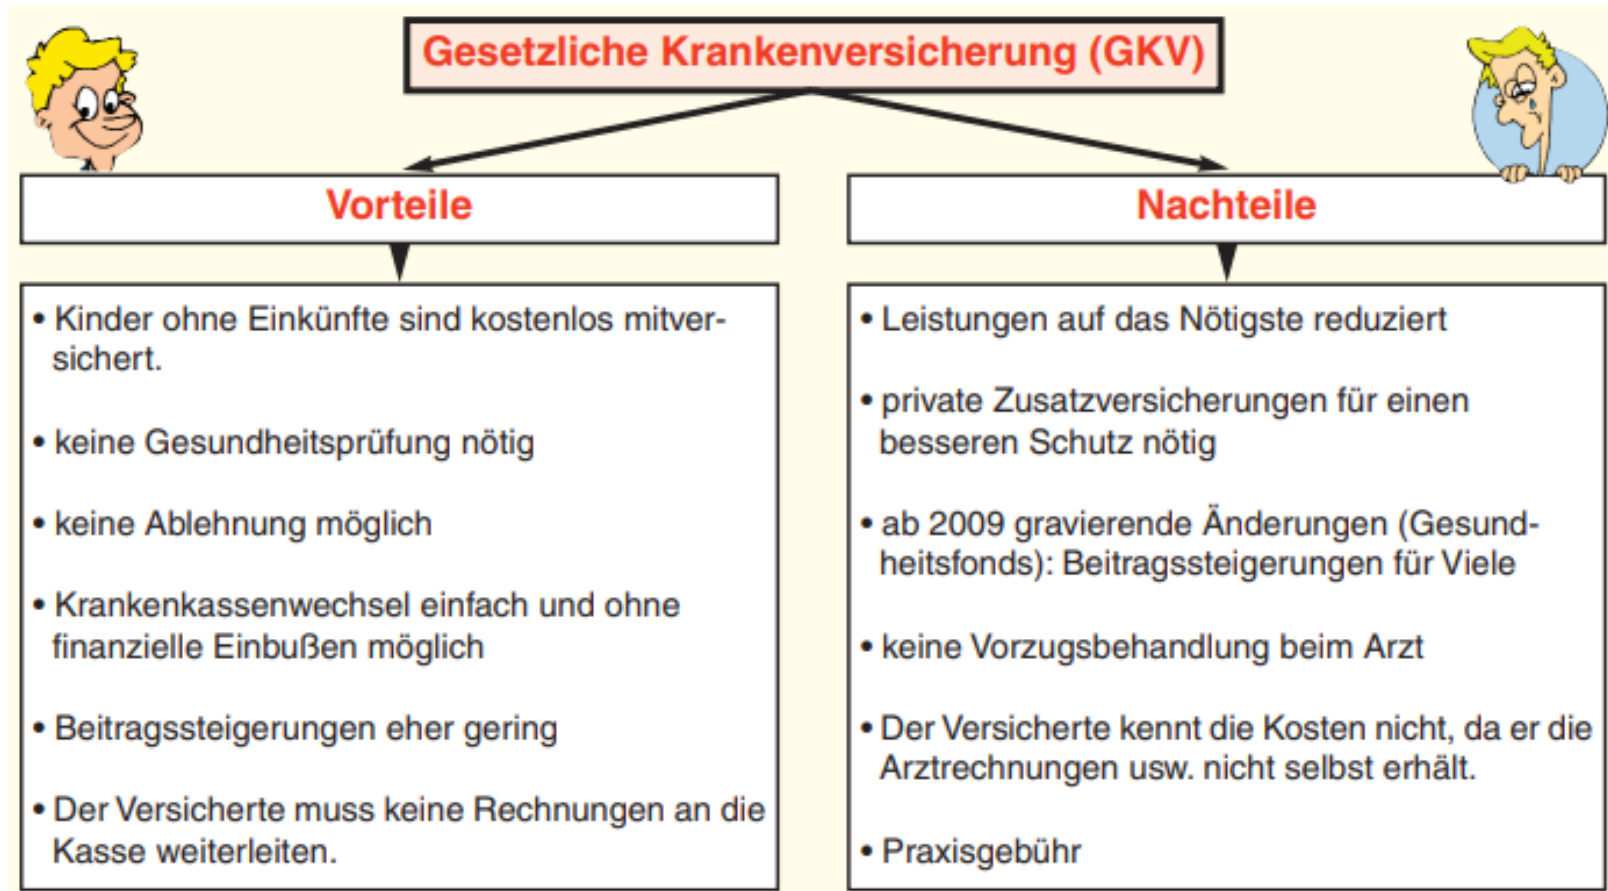 Gesetzliche Krankenversicherung (GKV)
Vorteile
• Kinder ohne Einkünfte sind kostenlos mitver-
sichert.
• keine Gesundheitsprüfung nötig
• keine Ablehnung möglich
• Krankenkassenwechsel einfach und ohne
finanzielle Einbußen möglich
• Beitragssteigerungen eher gering
• Der Versicherte muss keine Rechnungen an die
Kasse weiterleiten.
Nachteile
• Leistungen auf das Nötigste reduziert
• private Zusatzversicherungen für einen
besseren Schutz nötig
• ab 2009 gravierende Änderungen (Gesund-
heitsfonds): Beitragssteigerungen für Viele
• keine Vorzugsbehandlung beim Arzt
• Der Versicherte kennt die Kosten nicht, da er die
Arztrechnungen usw. nicht selbst erhält.
• Praxisgebühr